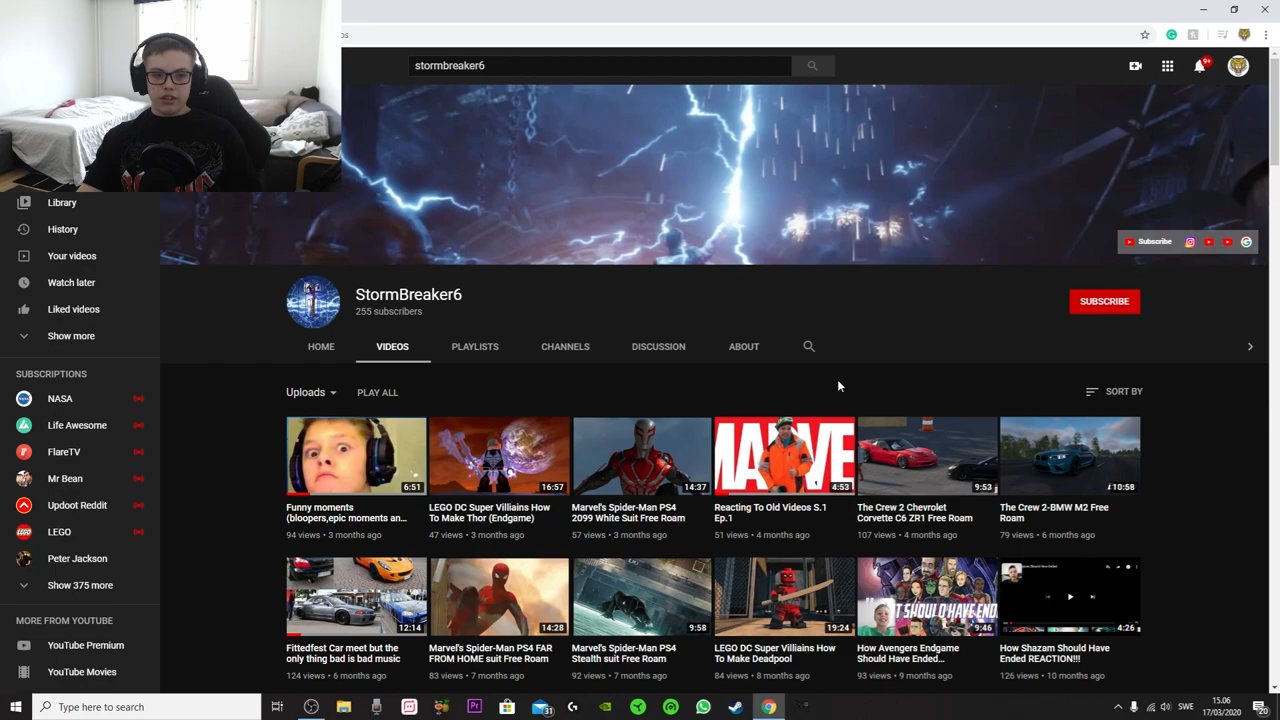 os
stormbreaker6
9+
Subscribe
StormBreaker6
255 subscribers
SUBSCRIBE
HOME VIDEOS PLAYLISTS CHANNELS DISCUSSION ABOUT
Uploads PLAY ALL SORT BY
Library
History
Your videos
Watch later
Liked videos
Show more
SUBSCRIPTIONS
NASA
Life Awesome
FlareTV
Mr Bean
Updoot Reddit
LEGO
Peter Jackson
Show 375 more
MORE FROM YOUTUBE
YouTube Premium
YouTube Movies
6:51 16:57 14:37 MARVE 4:53 9:53 10:58
Funny moments
(bloopers,epic moments an...
94 views • 3 months ago
LEGO DC Super Villiains How
To Make Thor (Endgame)
47 views • 3 months ago
Marvel's Spider-Man PS4
2099 White Suit Free Roam
57 views • 3 months ago
Reacting To Old Videos S.1
Ep.1
51 views • 4 months ago
The Crew 2 Chevrolet
Corvette C6 ZR1 Free Roam
107 views • 4 months ago
The Crew 2-BMW M2 Free
Roam
79 views • 6 months ago
12:14 14:28 9:58 19:24 T SHOULD HAVE END 9:46 4:26
Fittedfest Car meet but the
only thing bad is bad music
124 views • 6 months ago
Marvel's Spider-Man PS4 FAR
FROM HOME suit Free Roam
83 views • 7 months ago
Marvel's Spider-Man PS4
Stealth suit Free Roam
92 views • 7 months ago
LEGO DC Super Villiains How
To Make Deadpool
84 views • 8 months ago
How Avengers Endgame
Should Have Ended...
93 views • 9 months ago
How Shazam Should Have
Ended REACTION!!!
126 views • 10 months ago
Type here to search
31
SWE
15.06
17/03/2020
20